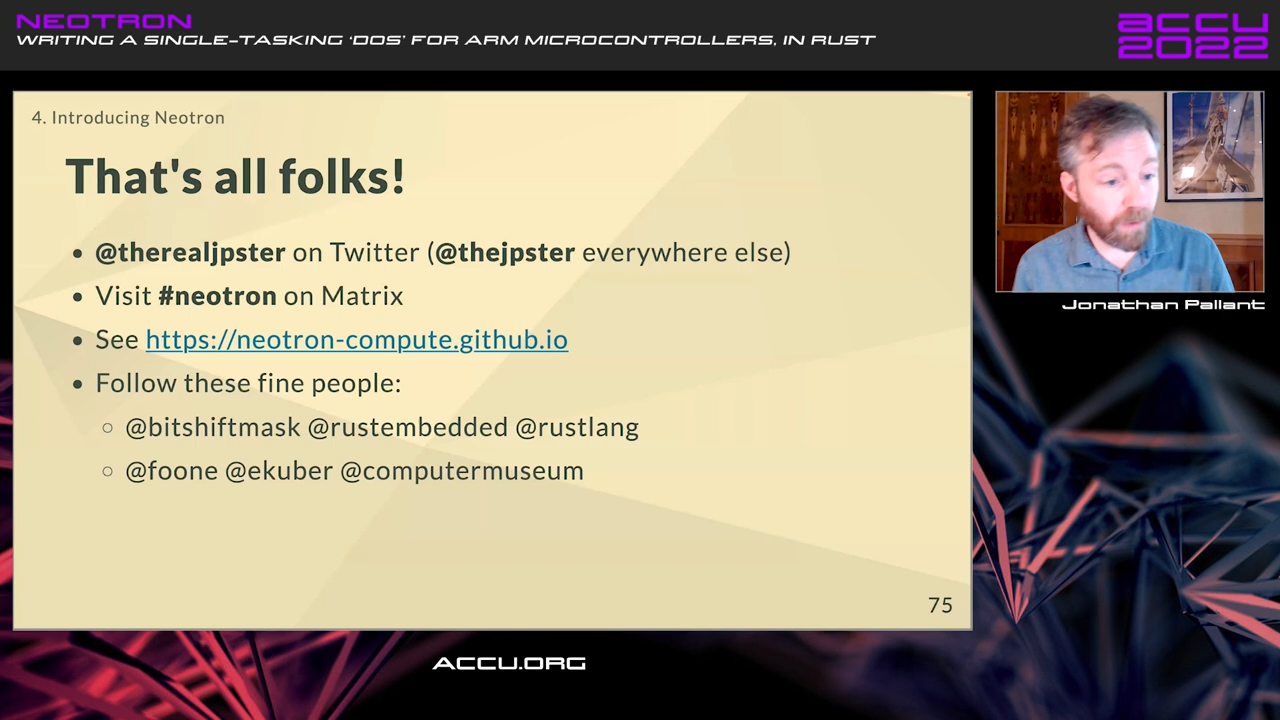 NEOTRON
WRITING A SINGLE-TASKING 'DOS' FOR ARM MICROCONTROLLERS, IN RUST
accu
2022
4. Introducing Neotron
That's all folks!
• @therealjpster on Twitter (@thejpster everywhere else)
• Visit #neotron on Matrix
• See https://neotron-compute.github.io
• Follow these fine people:
○ @bitshiftmask @rustembedded @rustlang
○ @foone @ekuber @computermuseum
75
Jonathan Pallant
ACCU.ORG